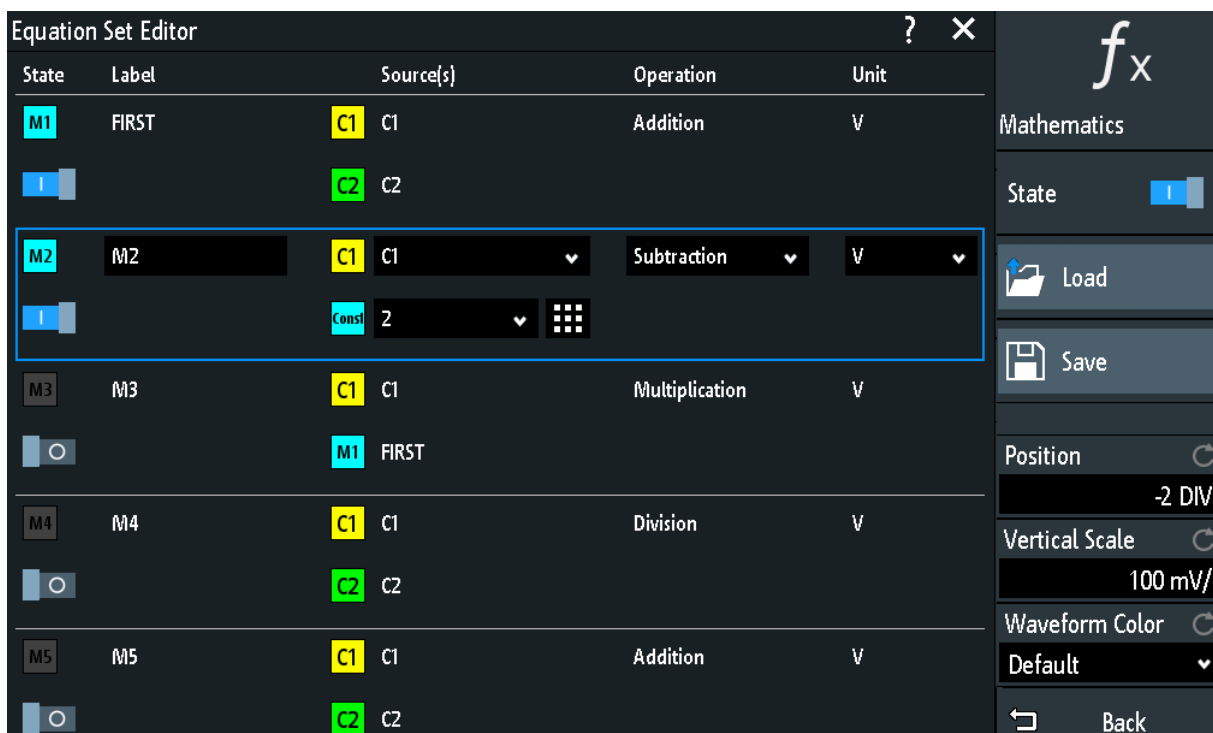 Equation Set Editor ? ×
State Label Source(s) Operation Unit
M1 FIRST C1 C1 Addition V
I C2 C2
M2 M2 C1 C1 Subtraction V
I Const 2
M3 M3 C1 C1 Multiplication V
O M1 FIRST
M4 M4 C1 C1 Division V
O C2 C2
M5 M5 C1 C1 Addition V
O C2 C2
fx
Mathematics
State I
Load
Save
Position
-2 DIV
Vertical Scale
100 mV/
Waveform Color
Default
Back